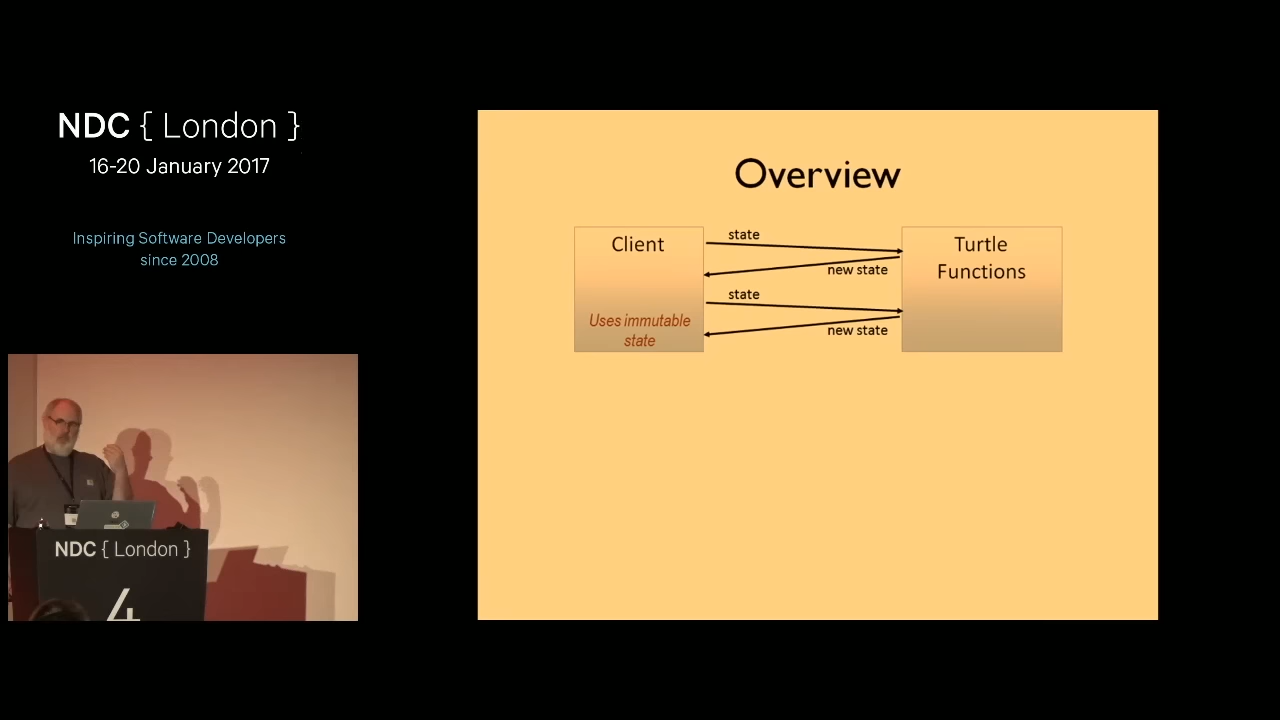 NDC { London }
16-20 January 2017
Inspiring Software Developers
since 2008
NDC { London }
4
Overview
Client
Uses immutable
state
state
new state
state
new state
Turtle
Functions